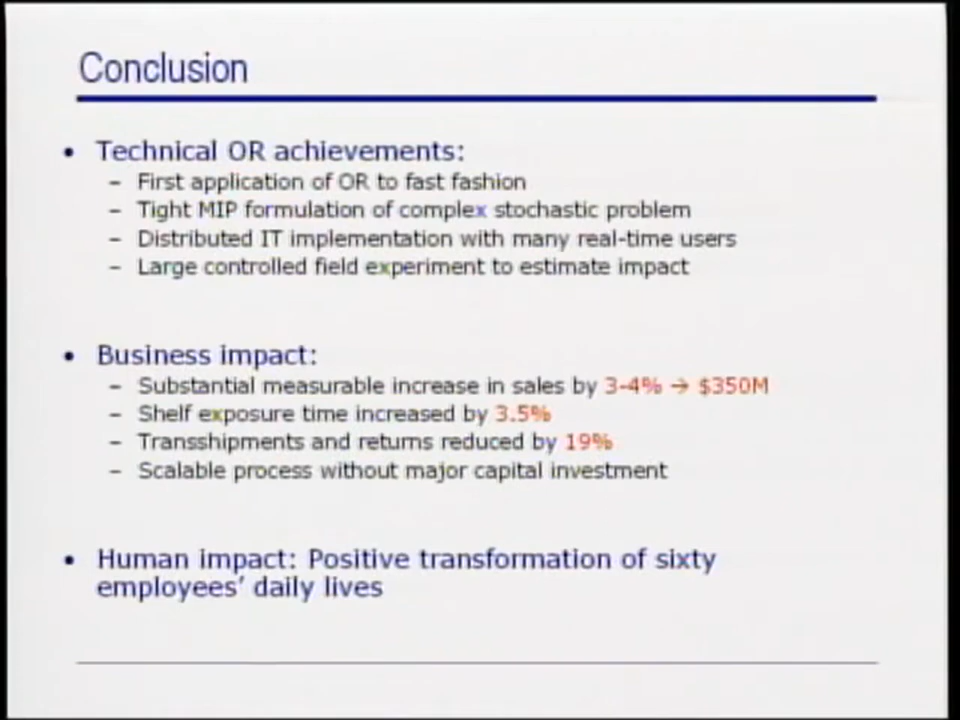 Conclusion
• Technical OR achievements:
– First application of OR to fast fashion
– Tight MIP formulation of complex stochastic problem
– Distributed IT implementation with many real-time users
– Large controlled field experiment to estimate impact
• Business impact:
– Substantial measurable increase in sales by 3-4% → $350M
– Shelf exposure time increased by 3.5%
– Transshipments and returns reduced by 19%
– Scalable process without major capital investment
• Human impact: Positive transformation of sixty
employees’ daily lives